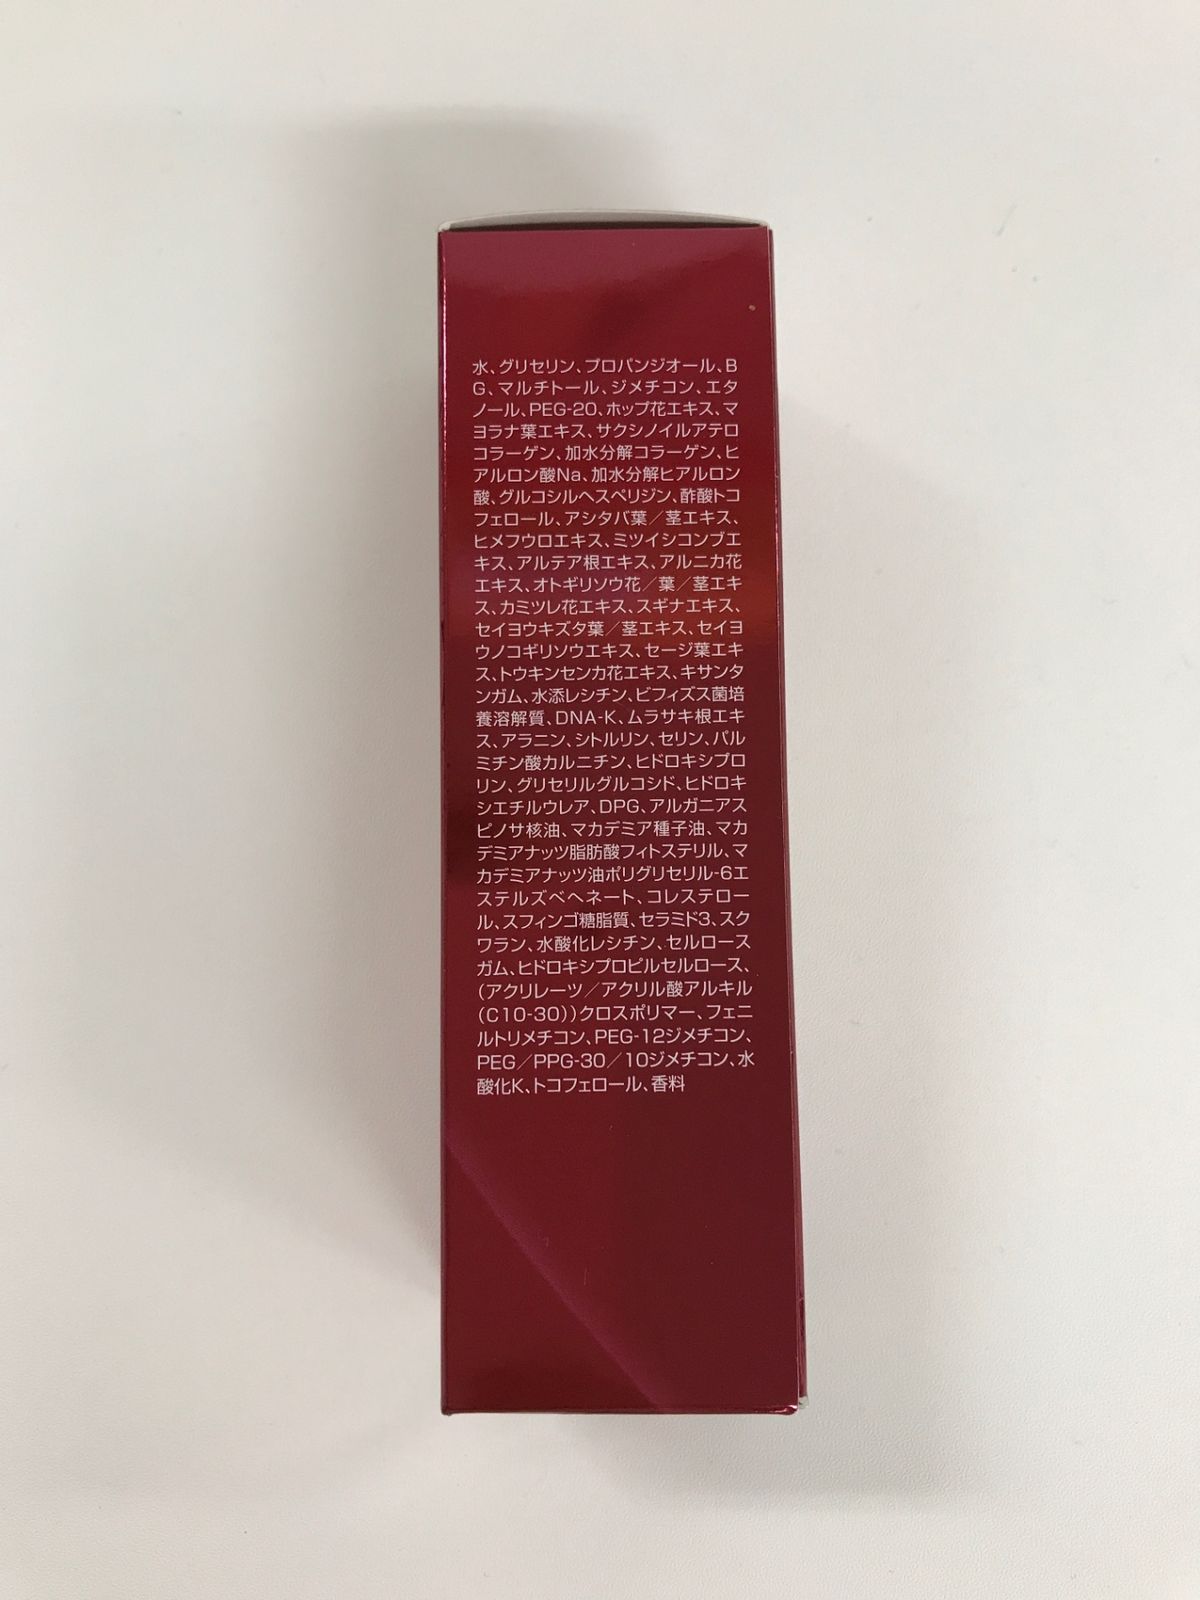 水、グリセリン、プロパンジオール、B
G、マルチトール、ジメチコン、エタ
ノール、PEG-20、ホップ花エキス、マ
ヨラナ葉エキス、サクシノイルアテロ
コラーゲン、加水分解コラーゲン、ヒ
アルロン酸Na、加水分解ヒアルロン
酸、グルコシルヘスペリジン、酢酸トコ
フェロール、アシタバ葉／茎エキス、
ヒメフウロエキス、ミツイシコンブエ
キス、アルテア根エキス、アルニカ花
エキス、オトギリソウ花／葉／茎エキ
ス、カミツレ花エキス、スギナエキス、
セイヨウキズタ葉／茎エキス、セイヨ
ウノコギリソウエキス、セージ葉エキ
ス、トウキンセンカ花エキス、キサンタ
ンガム、水添レシチン、ビフィズス菌培
養溶解質、DNA-K、ムラサキ根エキ
ス、アラニン、シトルリン、セリン、パル
ミチン酸カルニチン、ヒドロキシプロ
リン、グリセリルグルコシド、ヒドロキ
シエチルウレア、DPG、アルガニアス
ピノサ核油、マカデミア種子油、マカ
デミアナッツ脂肪酸フィトステリル、マ
カデミアナッツ油ポリグリセリル-6エ
ステルズベヘネート、コレステロー
ル、スフィンゴ糖脂質、セラミド3、スク
ワラン、水酸化レシチン、セルロース
ガム、ヒドロキシプロピルセルロース、
（アクリレーツ／アクリル酸アルキル
（C10-30））クロスポリマー、フェニ
ルトリメチコン、PEG-12ジメチコン、
PEG／PPG-30／10ジメチコン、水
酸化K、トコフェロール、香料